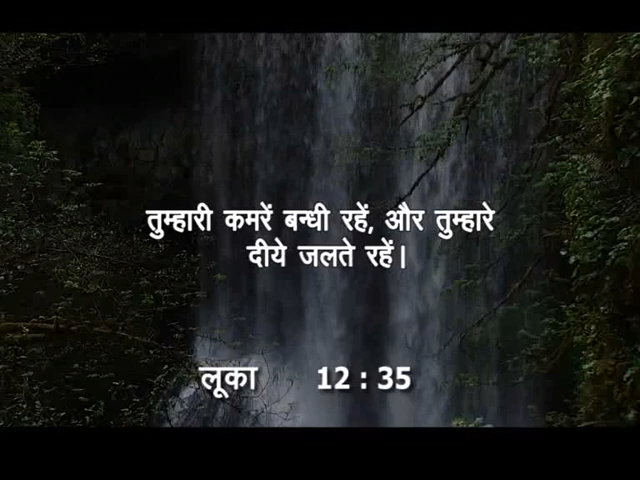 तुम्हारी कमरें बन्धी रहें, और तुम्हारे
दीये जलते रहें।
लूका 12 : 35